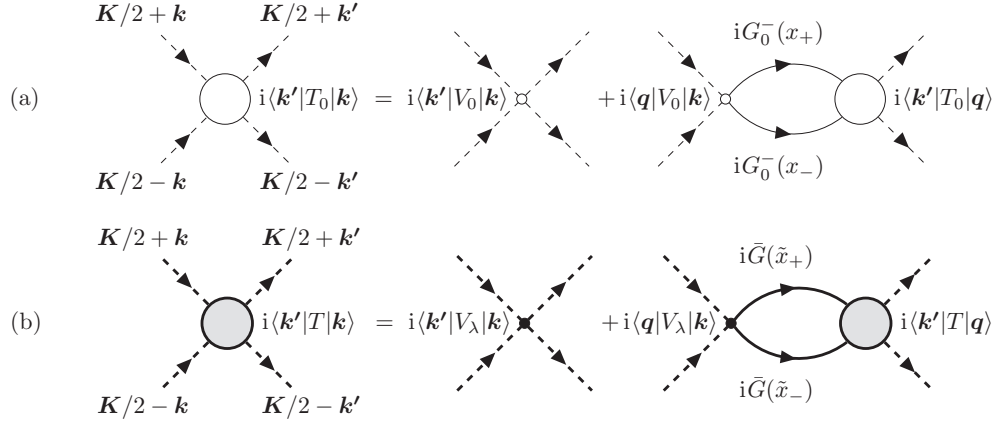 K/2 + k K/2 + k′
iG₀⁻(x₊)
(a) i⟨k′|T₀|k⟩ = i⟨k′|V₀|k⟩ + i⟨q|V₀|k⟩ i⟨k′|T₀|q⟩
iG₀⁻(x₋)
K/2 − k K/2 − k′
K/2 + k K/2 + k′
iḠ(x̃₊)
(b) i⟨k′|T|k⟩ = i⟨k′|V_λ|k⟩ + i⟨q|V_λ|k⟩ i⟨k′|T|q⟩
iḠ(x̃₋)
K/2 − k K/2 − k′